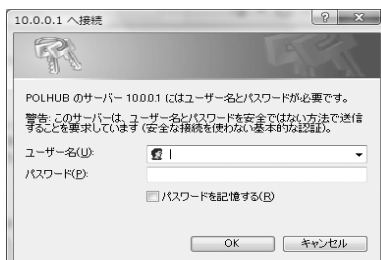 10.0.0.1 へ接続
POLHUB のサーバー 10.0.0.1 にはユーザー名とパスワードが必要です。
警告: このサーバーは、ユーザー名とパスワードを安全ではない方法で送信
することを要求しています (安全な接続を使わない基本的な認証)。
ユーザー名(U):
パスワード(P):
パスワードを記憶する(R)
OK キャンセル